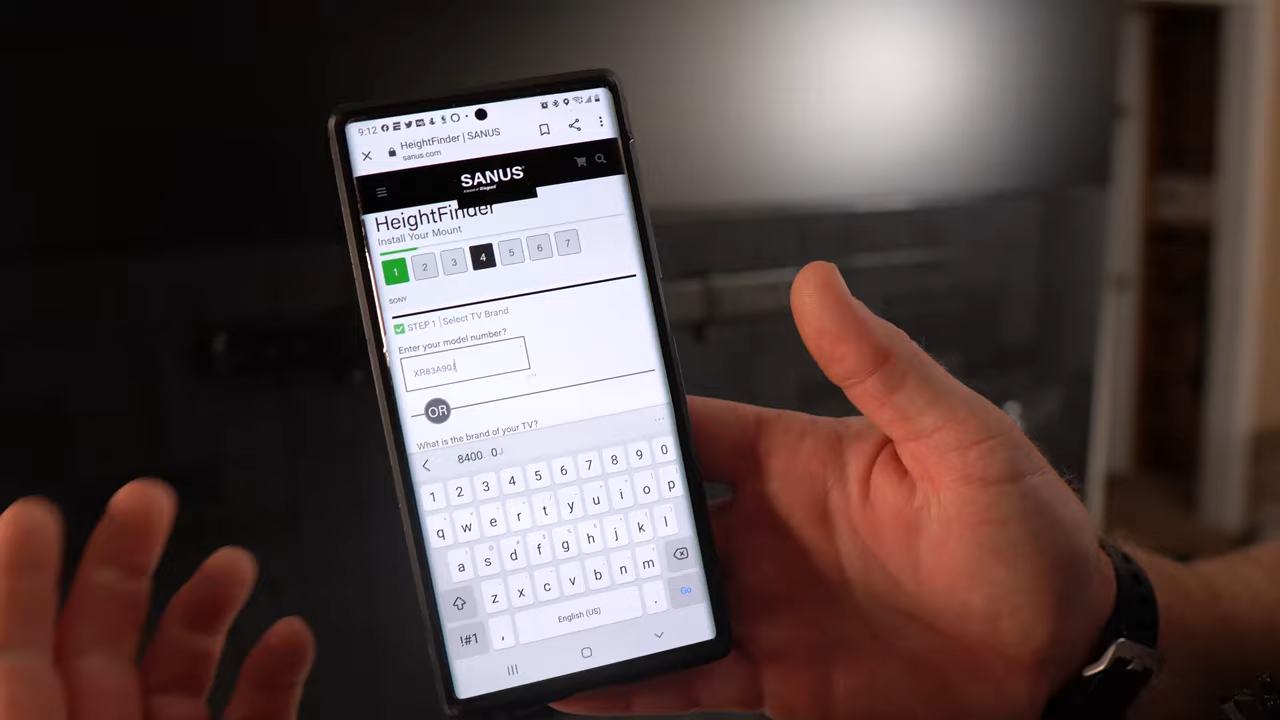 9:12
HeightFinder | SANUS
sanus.com
SANUS
HeightFinder
Install Your Mount
1 2 3 4 5 6 7
SONY
STEP 1 | Select TV Brand
Enter your model number?
XR83A90J
OR
What is the brand of your TV?
1 2 3 4 5 6 7 8 9 0
q w e r t y u i o p
a s d f g h j k l
z x c v b n m
!#1 , English (US) . Go